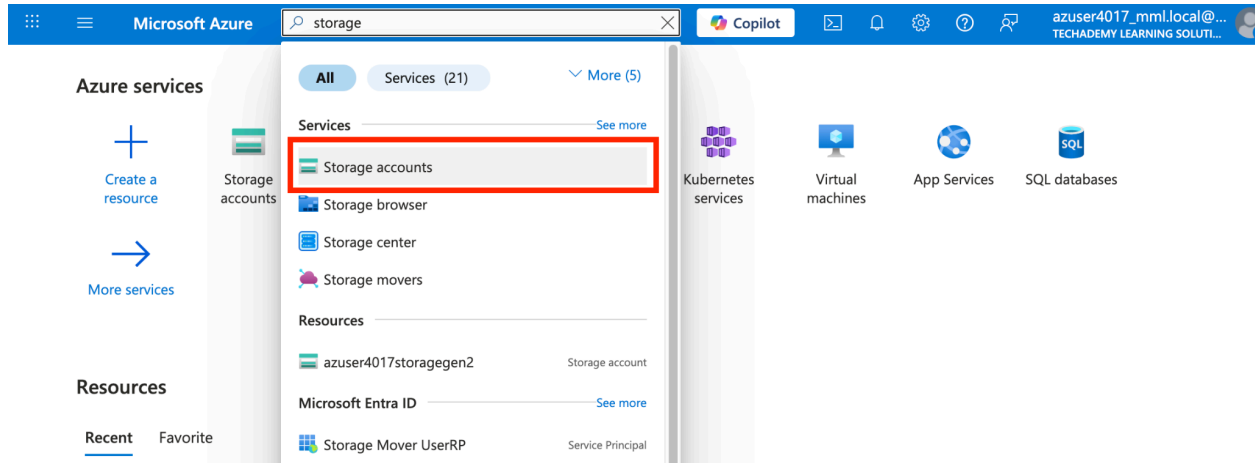 Microsoft Azure
storage
Copilot
azuser4017_mml.local@...
TECHADEMY LEARNING SOLUTI...
Azure services
Create a
resource
Storage
accounts
Kubernetes
services
Virtual
machines
App Services
SQL
SQL databases
More services
All
Services (21)
More (5)
Services
See more
Storage accounts
Storage browser
Storage center
Storage movers
Resources
azuser4017storagegen2 Storage account
Microsoft Entra ID
See more
Storage Mover UserRP Service Principal
Resources
Recent
Favorite